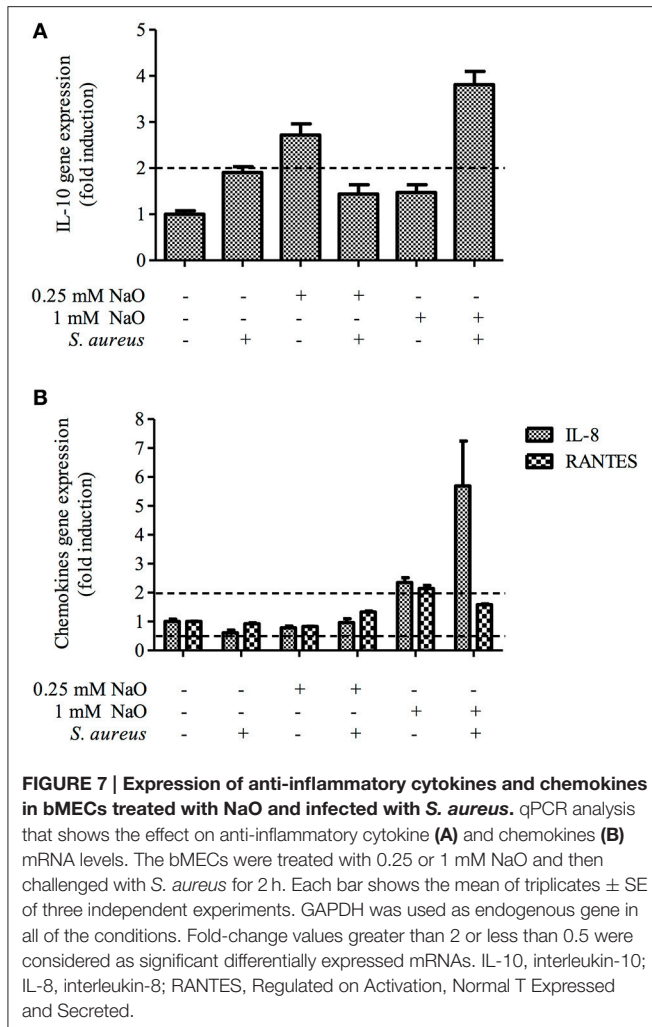 A
IL-10 gene expression
(fold induction)
5
4
3
2
1
0
0.25 mM NaO - - + + - -
1 mM NaO - - - - + +
S. aureus - + - + - +
B
Chemokines gene expression
(fold induction)
8
7
6
5
4
3
2
1
0
IL-8
RANTES
0.25 mM NaO - - + + - -
1 mM NaO - - - - + +
S. aureus - + - + - +
FIGURE 7 | Expression of anti-inflammatory cytokines and chemokines
in bMECs treated with NaO and infected with S. aureus. qPCR analysis
that shows the effect on anti-inflammatory cytokine (A) and chemokines (B)
mRNA levels. The bMECs were treated with 0.25 or 1 mM NaO and then
challenged with S. aureus for 2 h. Each bar shows the mean of triplicates ± SE
of three independent experiments. GAPDH was used as endogenous gene in
all of the conditions. Fold-change values greater than 2 or less than 0.5 were
considered as significant differentially expressed mRNAs. IL-10, interleukin-10;
IL-8, interleukin-8; RANTES, Regulated on Activation, Normal T Expressed
and Secreted.